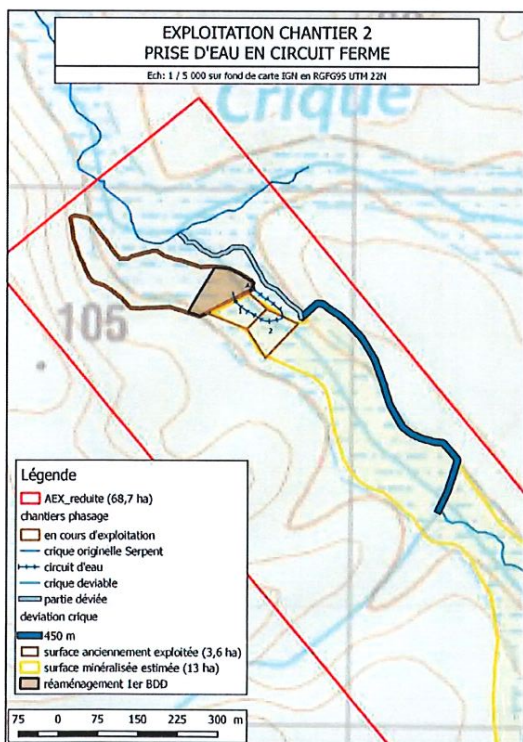 EXPLOITATION CHANTIER 2
PRISE D'EAU EN CIRCUIT FERME
Ech: 1 / 5 000 sur fond de carte IGN en RGFG95 UTM 22N
Crique
105
1
2
Légende
AEX_reduite (68,7 ha)
chantiers phasage
en cours d'exploitation
crique originelle Serpent
circuit d'eau
crique deviable
partie déviée
deviation crique
450 m
surface anciennement exploitée (3,6 ha)
surface minéralisée estimée (13 ha)
réaménagement 1er BDD
75 0 75 150 225 300 m